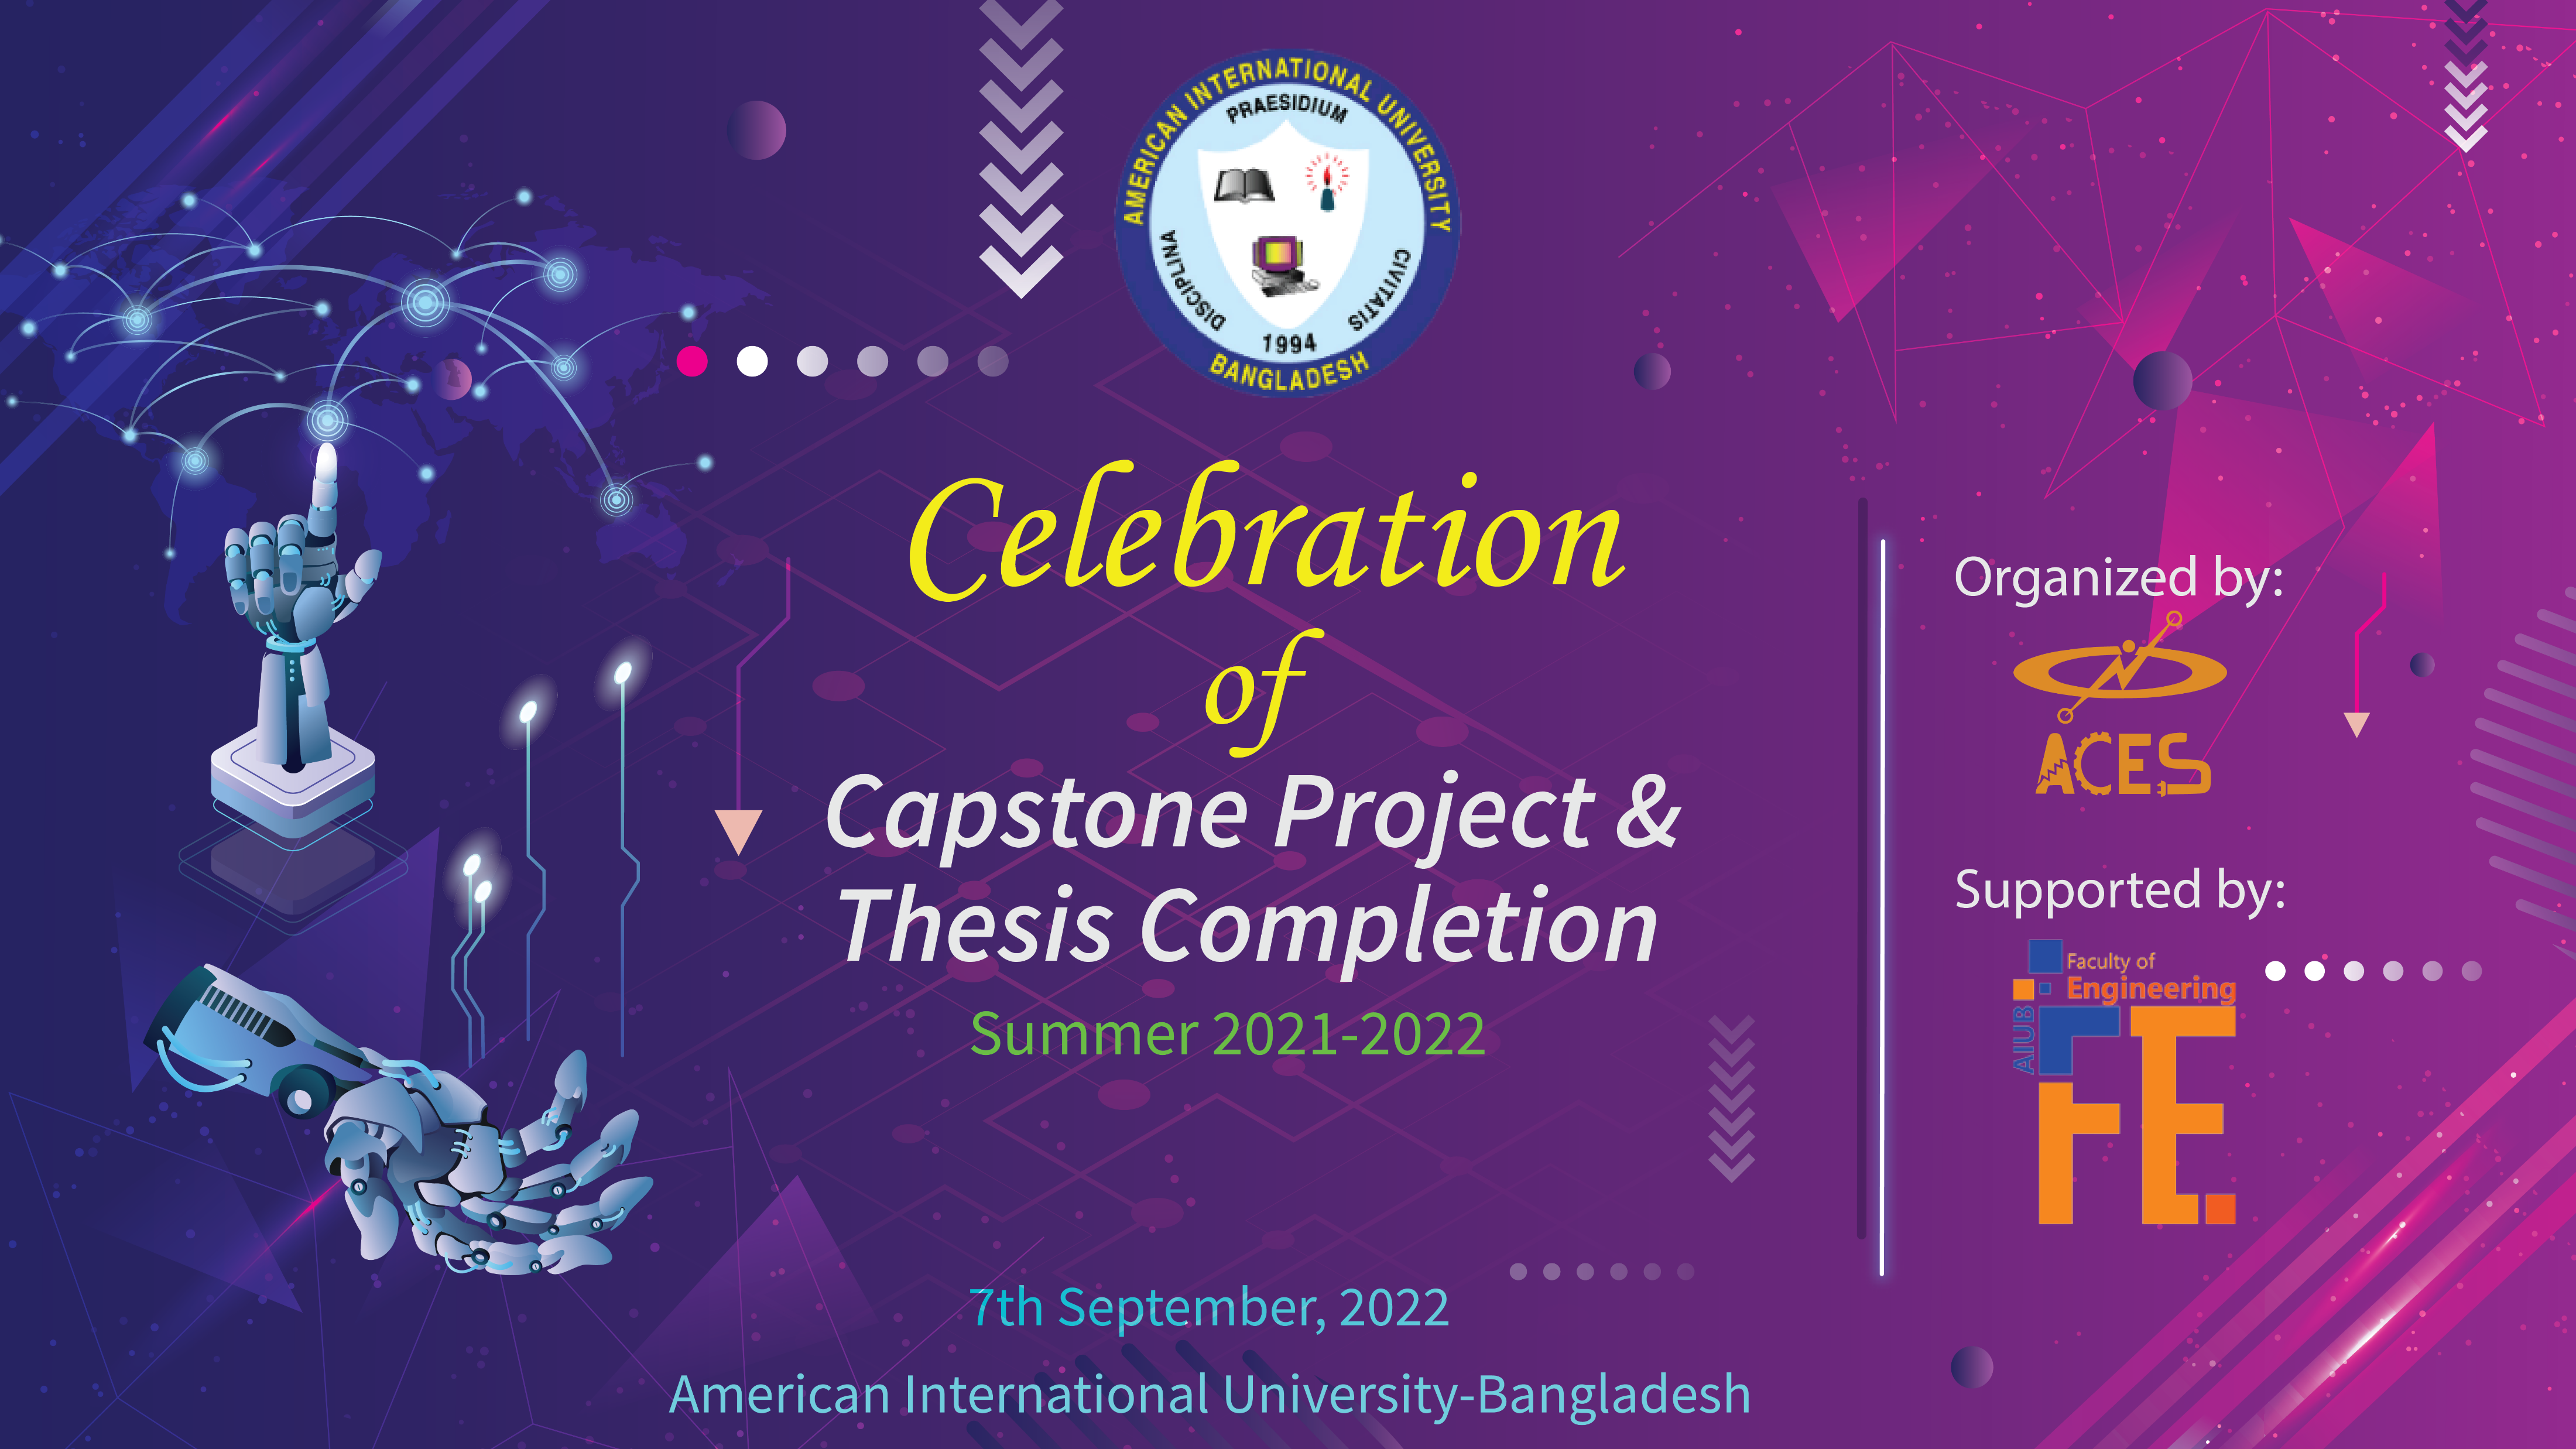 AMERICAN INTERNATIONAL UNIVERSITY
PRAESIDIUM
DISCIPLINA
CIVITATIS
1994
BANGLADESH
Celebration
of
Capstone Project &
Thesis Completion
Summer 2021-2022
7th September, 2022
American International University-Bangladesh
Organized by:
ACES
Supported by:
Faculty of
Engineering
AIUB
FE